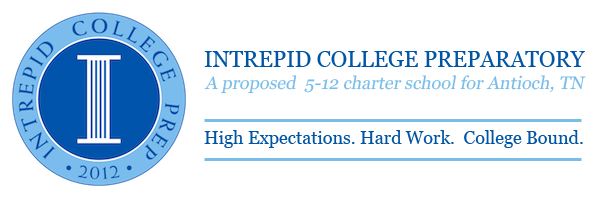 INTREPID COLLEGE PREP
I
• 2012 •
INTREPID COLLEGE PREPARATORY
A proposed 5-12 charter school for Antioch, TN
High Expectations. Hard Work. College Bound.